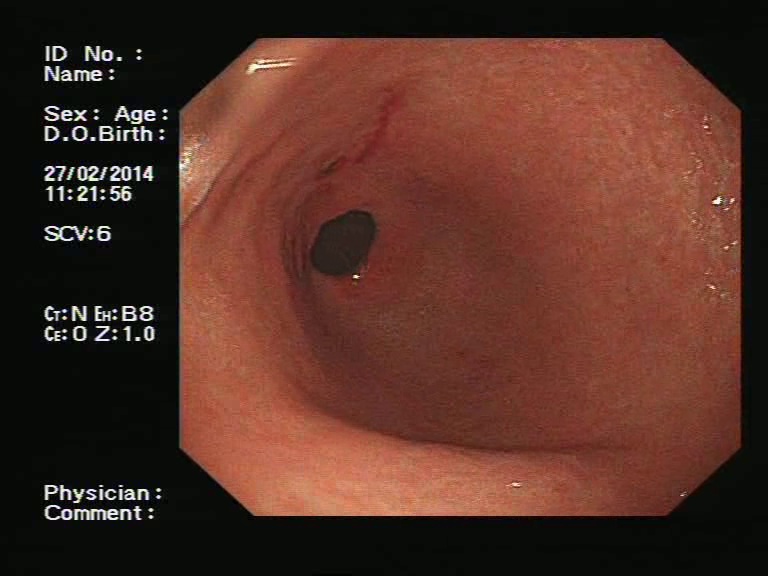 ID No. :
Name:
Sex: Age:
D.O.Birth:
27/02/2014
11:21:56
SCV:6
CT:N EH:B8
CE:0 Z:1.0
Physician:
Comment: